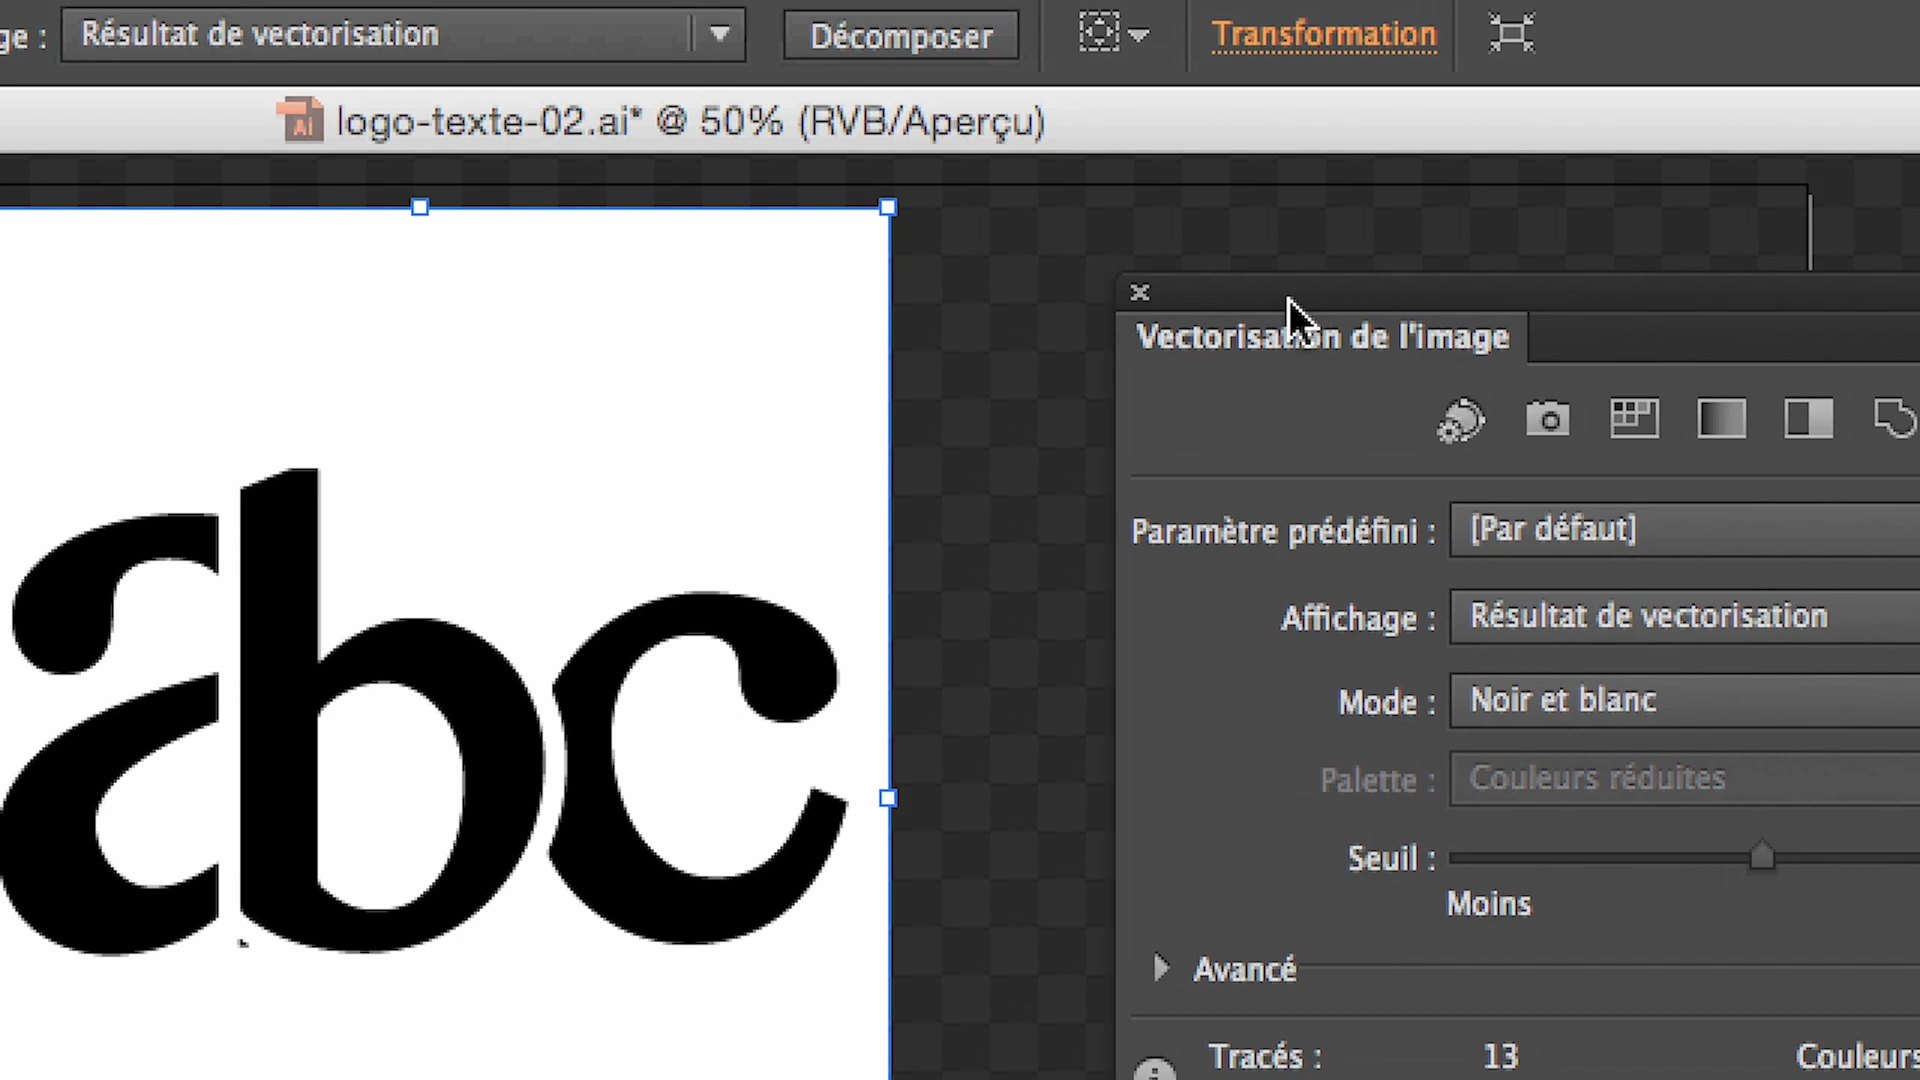 ge : Résultat de vectorisation Décomposer Transformation
Ai logo-texte-02.ai* @ 50% (RVB/Aperçu)
Vectorisation de l'image
Paramètre prédéfini : [Par défaut]
Affichage : Résultat de vectorisation
Mode : Noir et blanc
Palette : Couleurs réduites
Seuil :
Moins
Avancé
Tracés : 13 Couleurs
abc